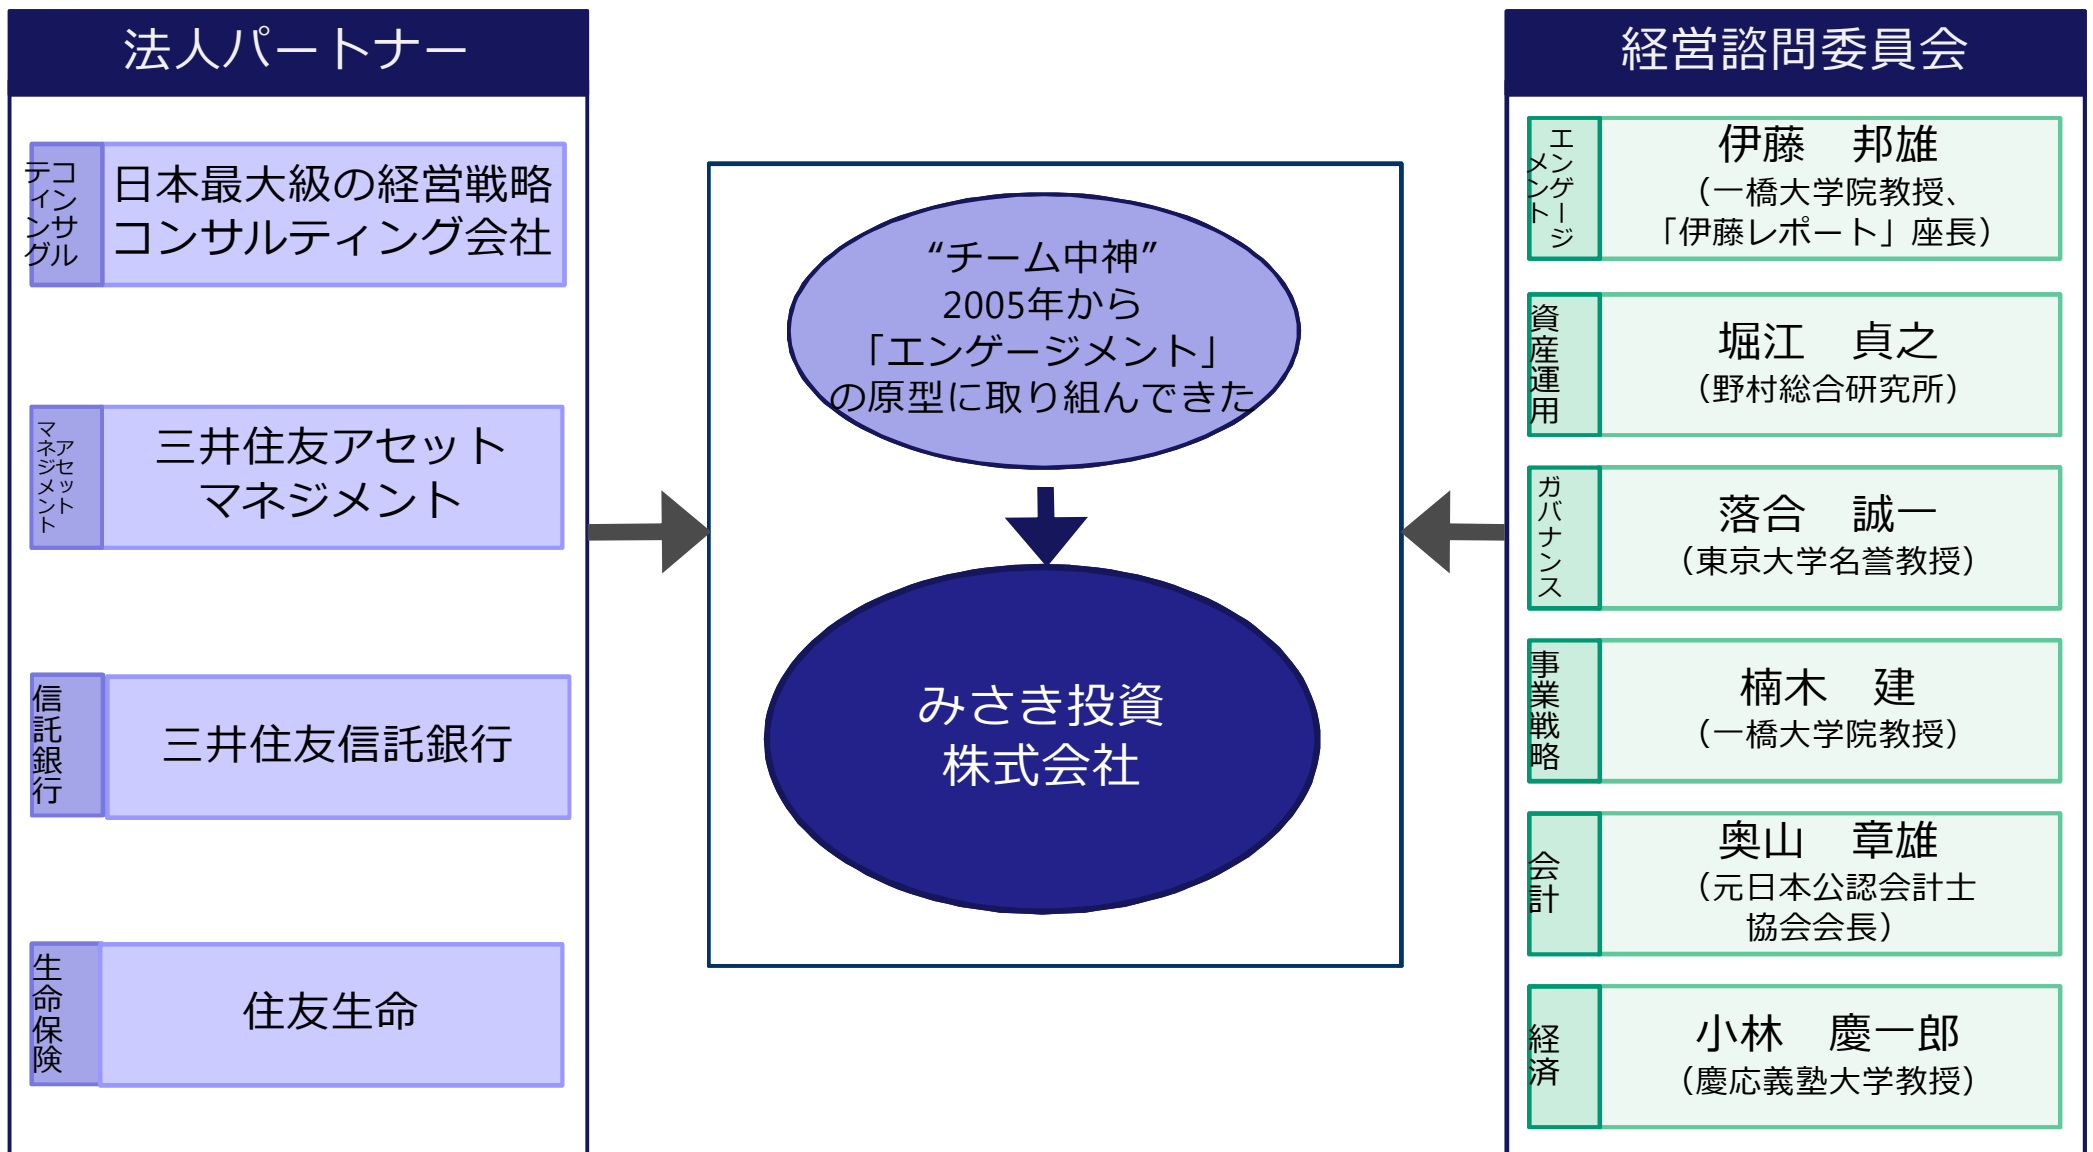 法人パートナー
コンサル
ティング
日本最大級の経営戦略
コンサルティング会社
アセット
マネジメント
三井住友アセット
マネジメント
信託銀行
三井住友信託銀行
生命保険
住友生命
“チーム中神”
2005年から
「エンゲージメント」
の原型に取り組んできた
みさき投資
株式会社
経営諮問委員会
エンゲージ
メント
伊藤　邦雄
（一橋大学院教授、
「伊藤レポート」座長）
資産運用
堀江　貞之
（野村総合研究所）
ガバナンス
落合　誠一
（東京大学名誉教授）
事業戦略
楠木　建
（一橋大学院教授）
会計
奥山　章雄
（元日本公認会計士
協会会長）
経済
小林　慶一郎
（慶応義塾大学教授）